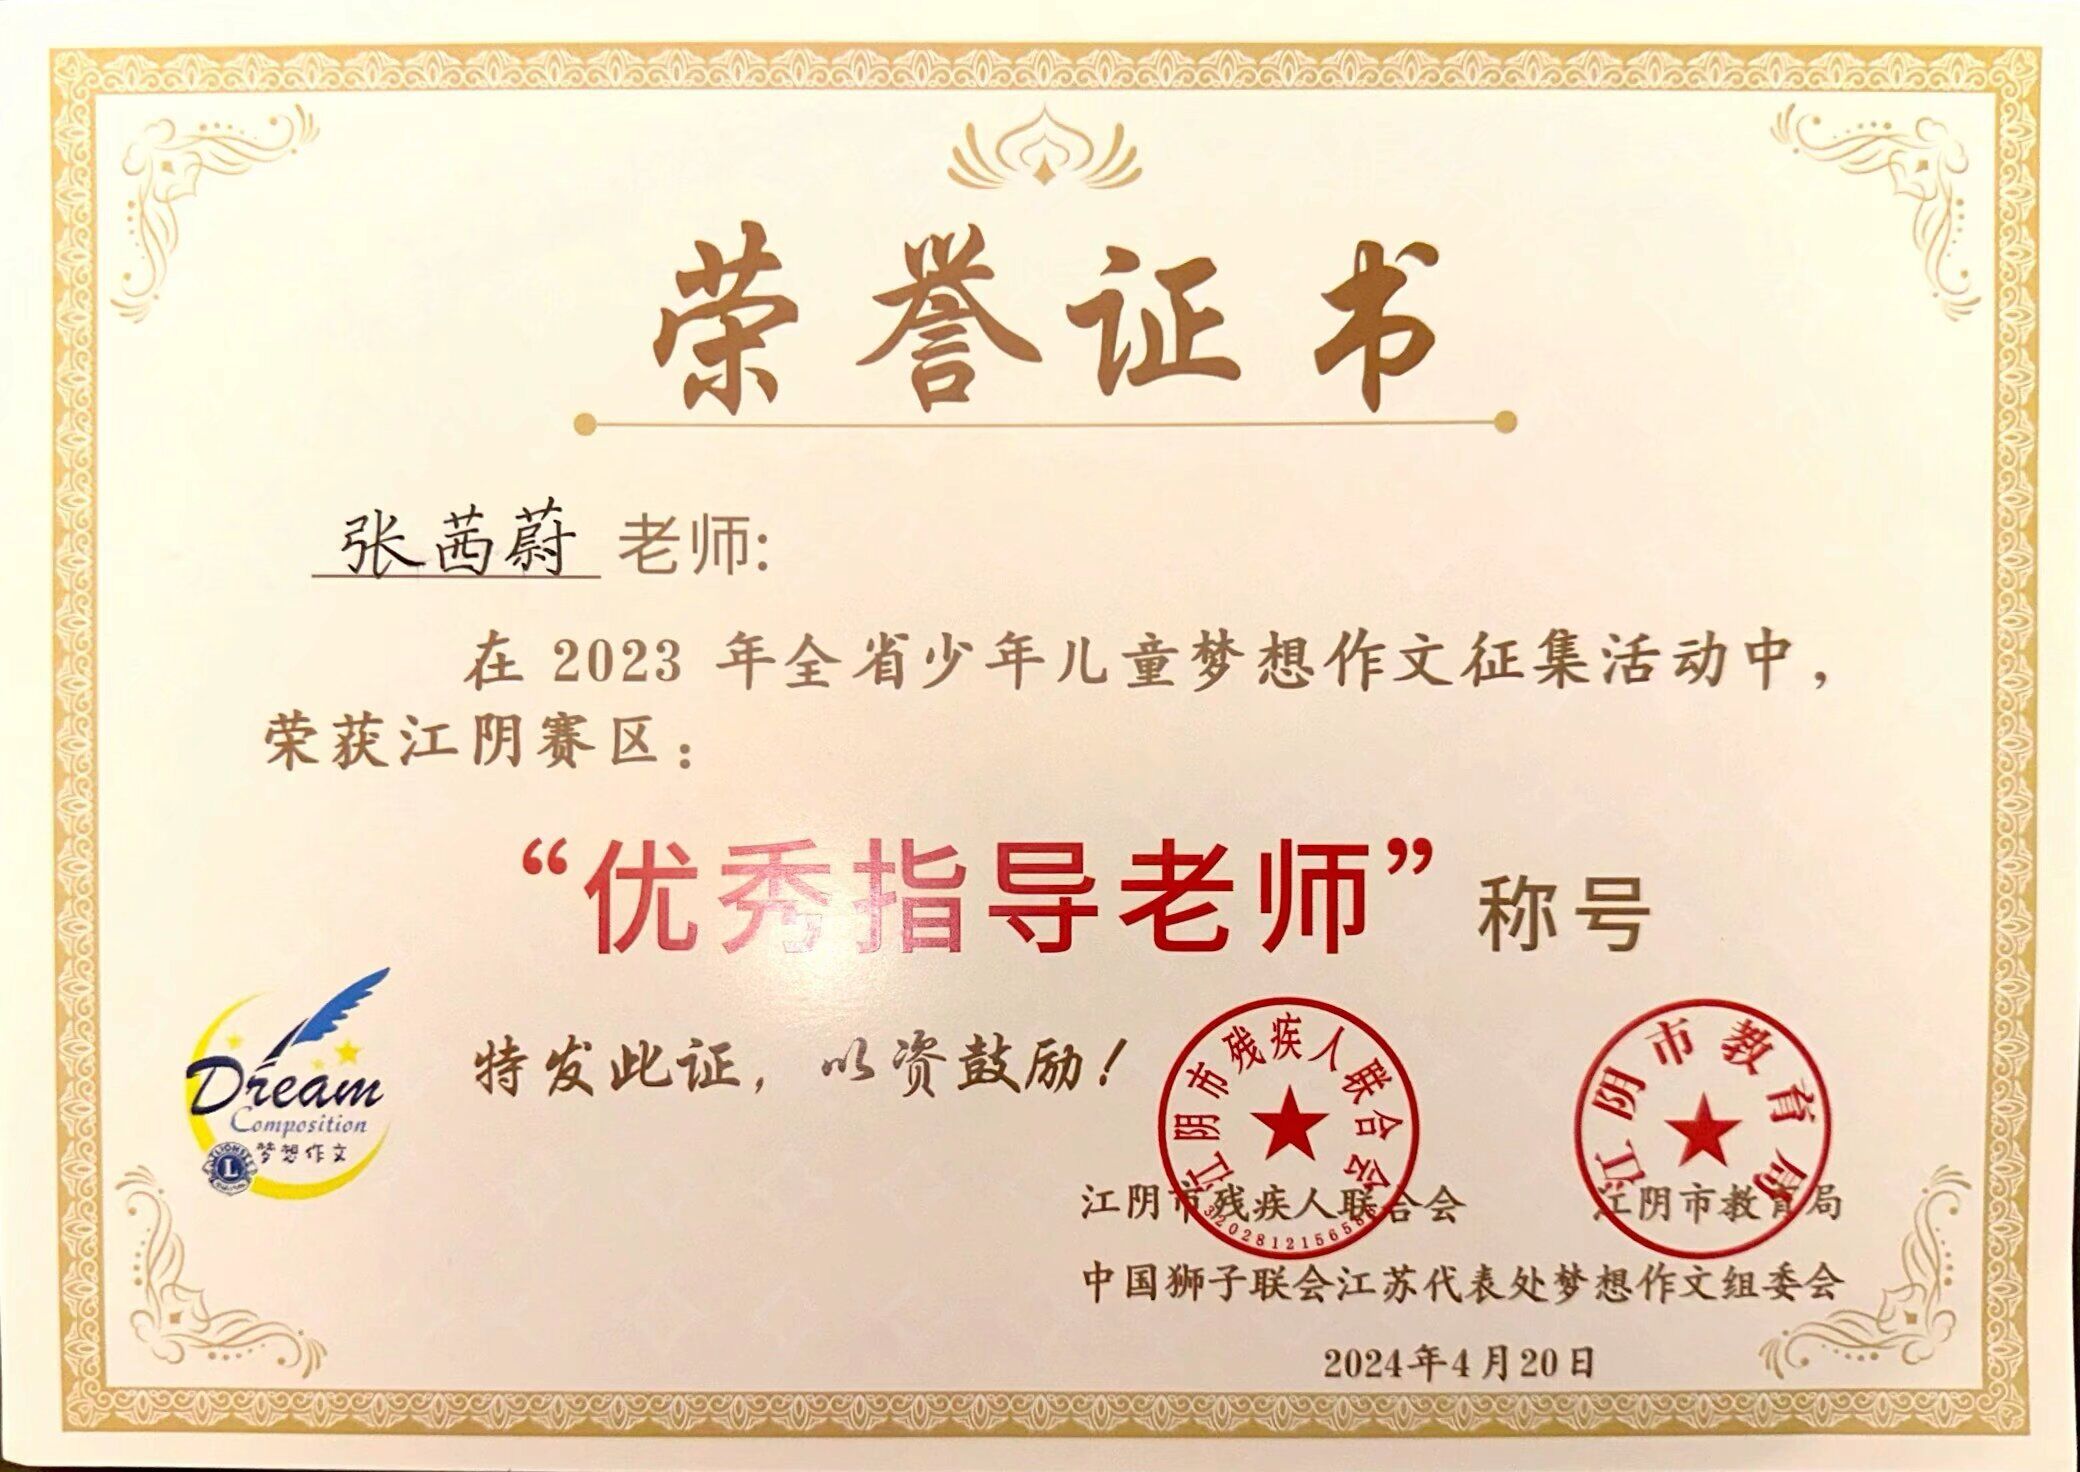 荣誉证书
张茜蔚 老师:
在 2023 年全省少年儿童梦想作文征集活动中，
荣获江阴赛区：
“优秀指导老师”称号
特发此证，以资鼓励！
Dream
Composition
梦想作文
L
江阴市残疾人联合会
江阴市教育局
江阴市残疾人联合会 江阴市教育局
中国狮子联会江苏代表处梦想作文组委会
2024年4月20日